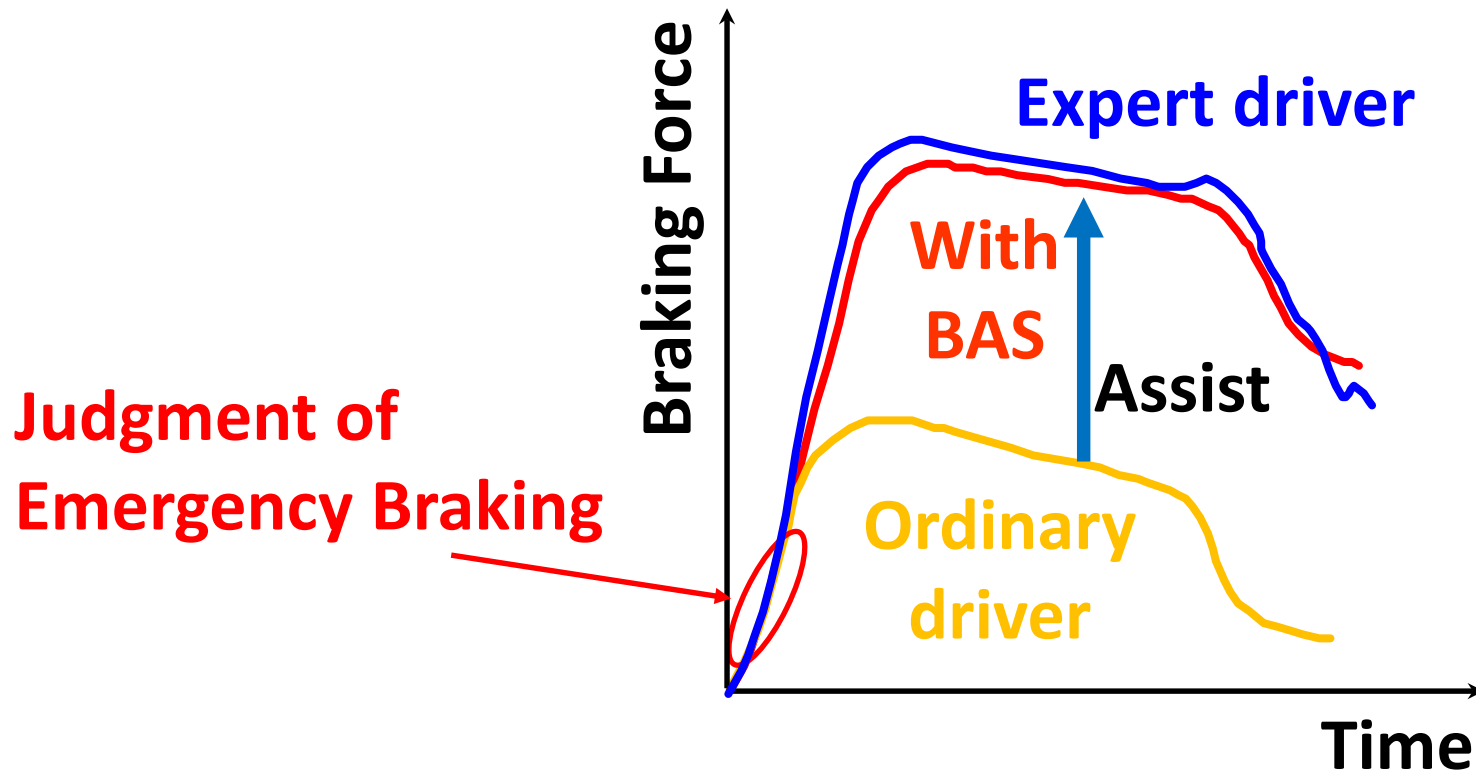 Braking Force
Expert driver
With
BAS
Assist
Judgment of
Emergency Braking
Ordinary
driver
Time